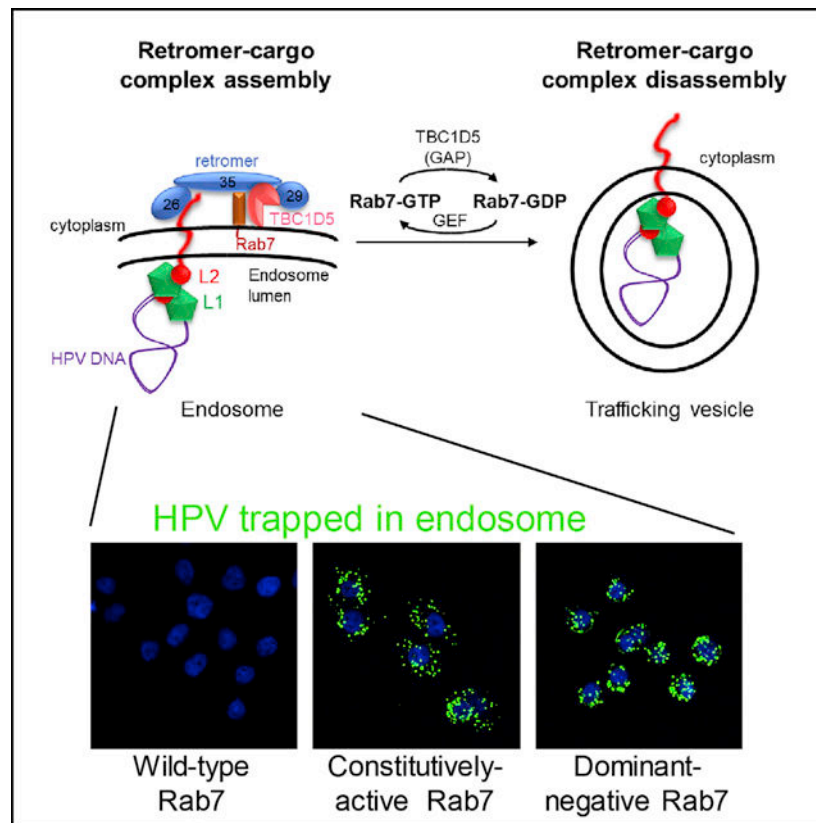 Retromer-cargo
complex assembly
Retromer-cargo
complex disassembly
retromer
35
26
29
TBC1D5
cytoplasm
Rab7
L2
L1
Endosome
lumen
HPV DNA
Endosome
TBC1D5
(GAP)
Rab7-GTP
Rab7-GDP
GEF
cytoplasm
Trafficking vesicle
HPV trapped in endosome
Wild-type
Rab7
Constitutively-
active Rab7
Dominant-
negative Rab7